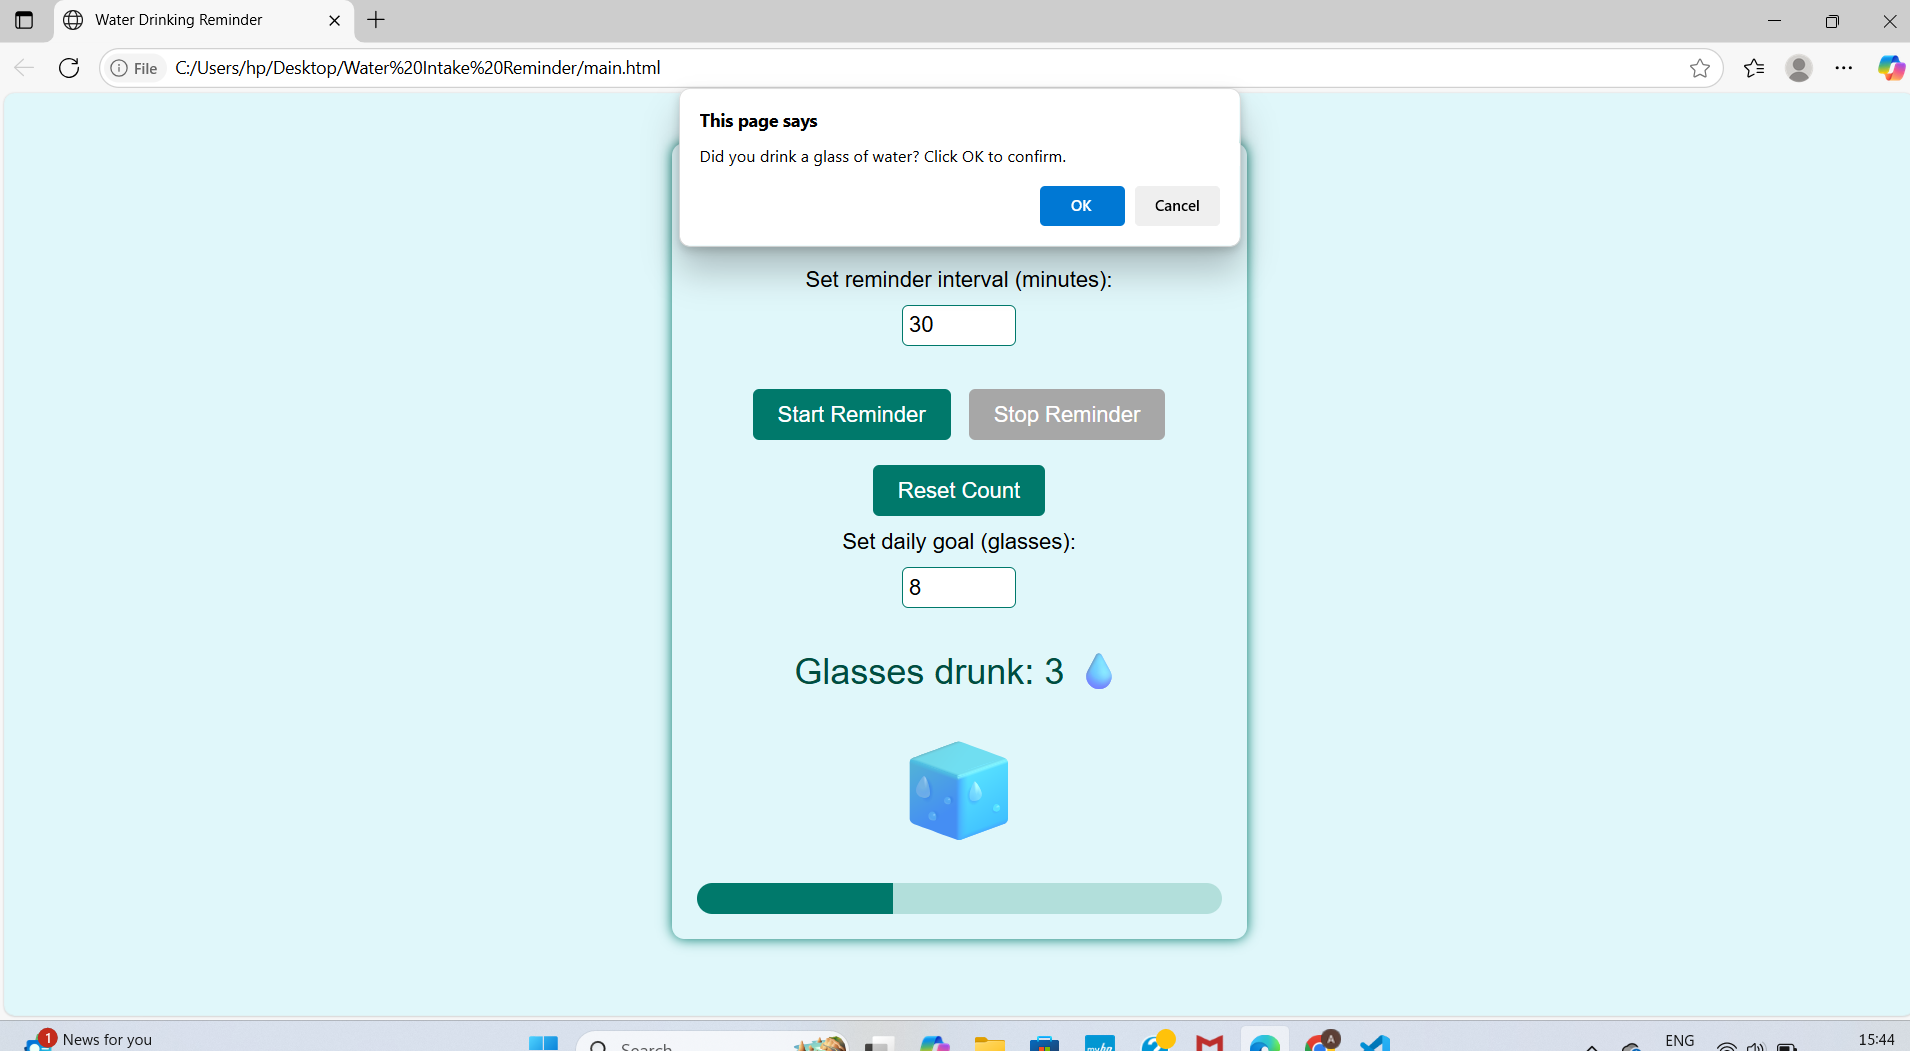 Water Drinking Reminder
File C:/Users/hp/Desktop/Water%20Intake%20Reminder/main.html
This page says
Did you drink a glass of water? Click OK to confirm.
OK Cancel
Set reminder interval (minutes):
30
Start Reminder Stop Reminder
Reset Count
Set daily goal (glasses):
8
Glasses drunk: 3
1 News for you
Search
myhp
A
ENG
15:44